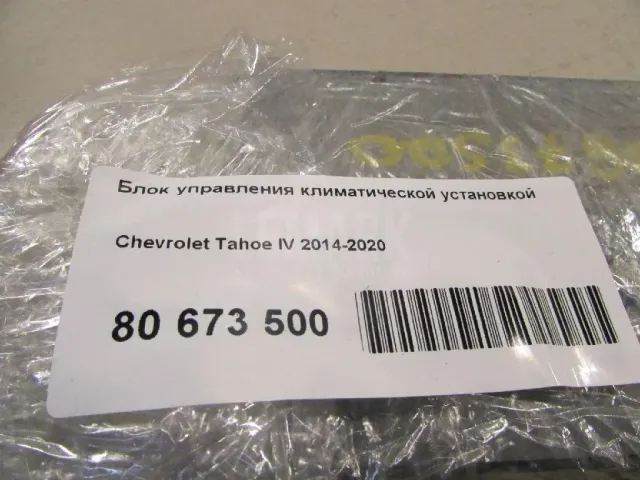 Блок управления климатической установкой
Chevrolet Tahoe IV 2014-2020
80 673 500